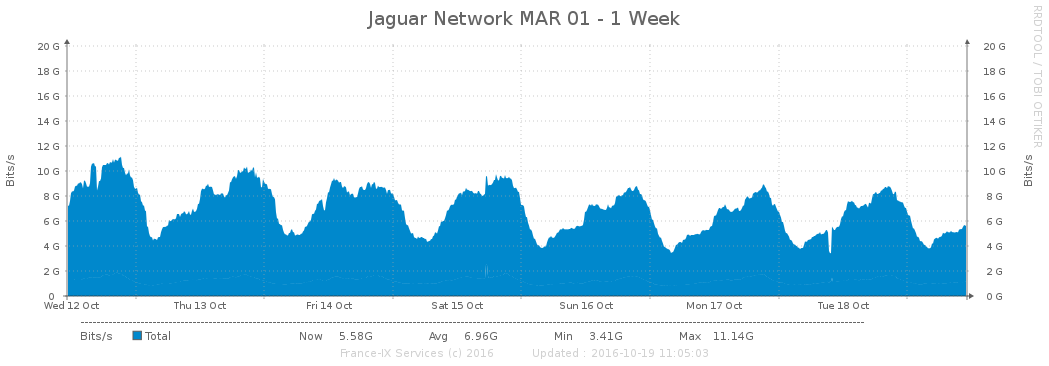 Jaguar Network MAR 01 - 1 Week
RRDTOOL / TOBI OETIKER
Bits/s
20 G
18 G
16 G
14 G
12 G
10 G
8 G
6 G
4 G
2 G
0
20 G
18 G
16 G
14 G
12 G
10 G
8 G
6 G
4 G
2 G
0 G
Bits/s
Wed 12 Oct Thu 13 Oct Fri 14 Oct Sat 15 Oct Sun 16 Oct Mon 17 Oct Tue 18 Oct
Bits/s Total Now 5.58G Avg 6.96G Min 3.41G Max 11.14G
France-IX Services (c) 2016 Updated : 2016-10-19 11:05:03